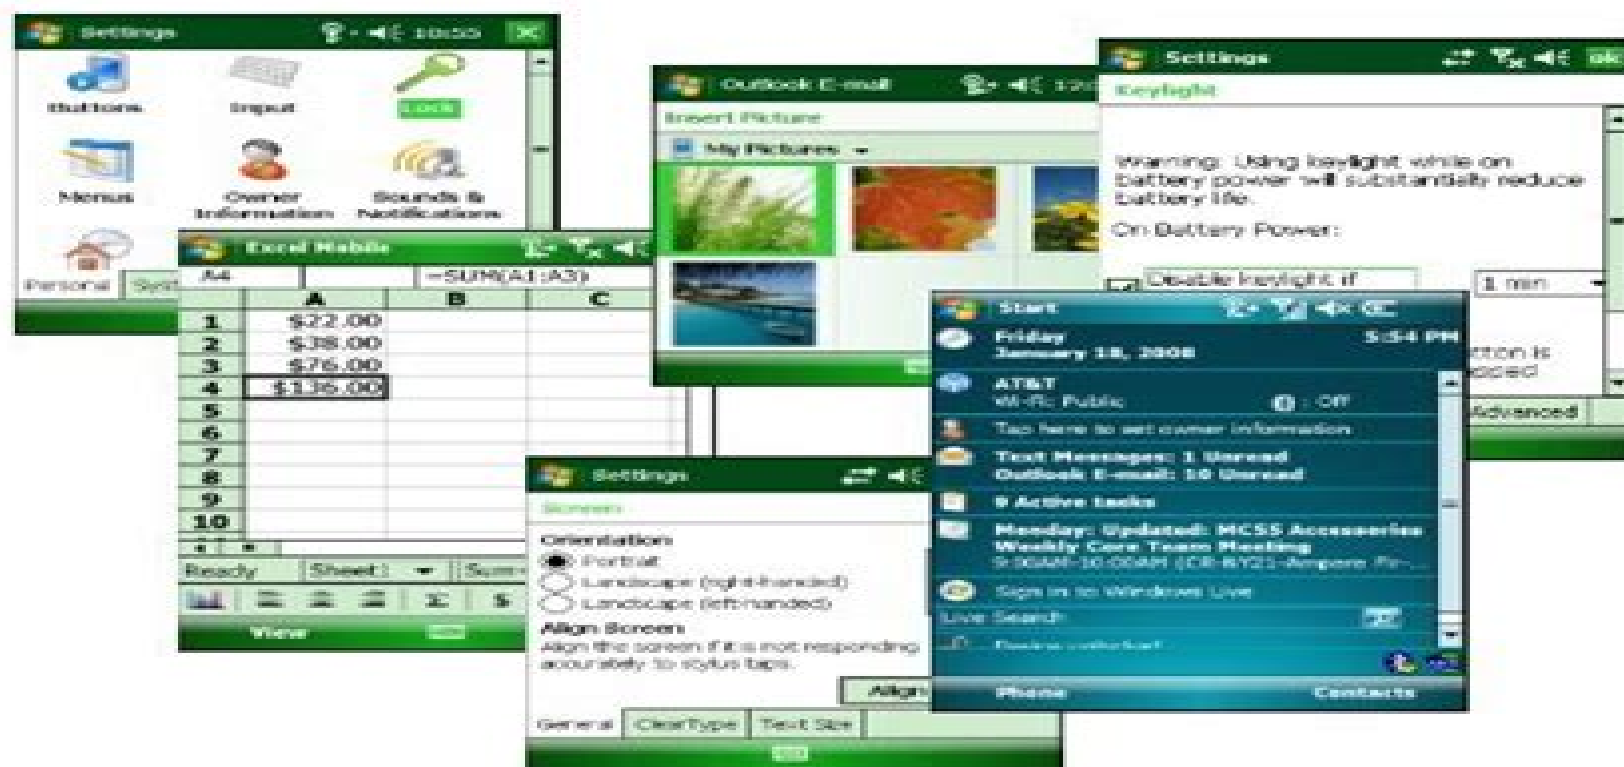 Settings
10:55
Buttons
Input
Lock
Menus
Owner Information
Sounds & Notifications
Personal
Excel Mobile
A4
=SUM(A1:A3)
A B C
1 $22.00
2 $38.00
3 $76.00
4 $136.00
5
6
7
8
9
10
Ready Sheet1
View
Outlook E-mail
Insert Picture
My Pictures
Settings
ok
Keylight
Warning: Using keylight while on
battery power will substantially reduce
battery life.
On Battery Power:
Disable keylight if
1 min
Advanced
Settings
Screen
Orientation
Portrait
Landscape (right-handed)
Landscape (left-handed)
Align Screen
Align the screen if it is not responding
accurately to stylus taps.
Align
General ClearType Text Size
Start
Friday 5:54 PM
January 18, 2008
AT&T
Wi-Fi: Public : Off
Tap here to set owner information
Text Messages: 1 Unread
Outlook E-mail: 10 Unread
9 Active tasks
Monday: Updated: MCSS Accessories
Weekly Core Team Meeting
Sign in to Windows Live
Live Search
Phone Contacts